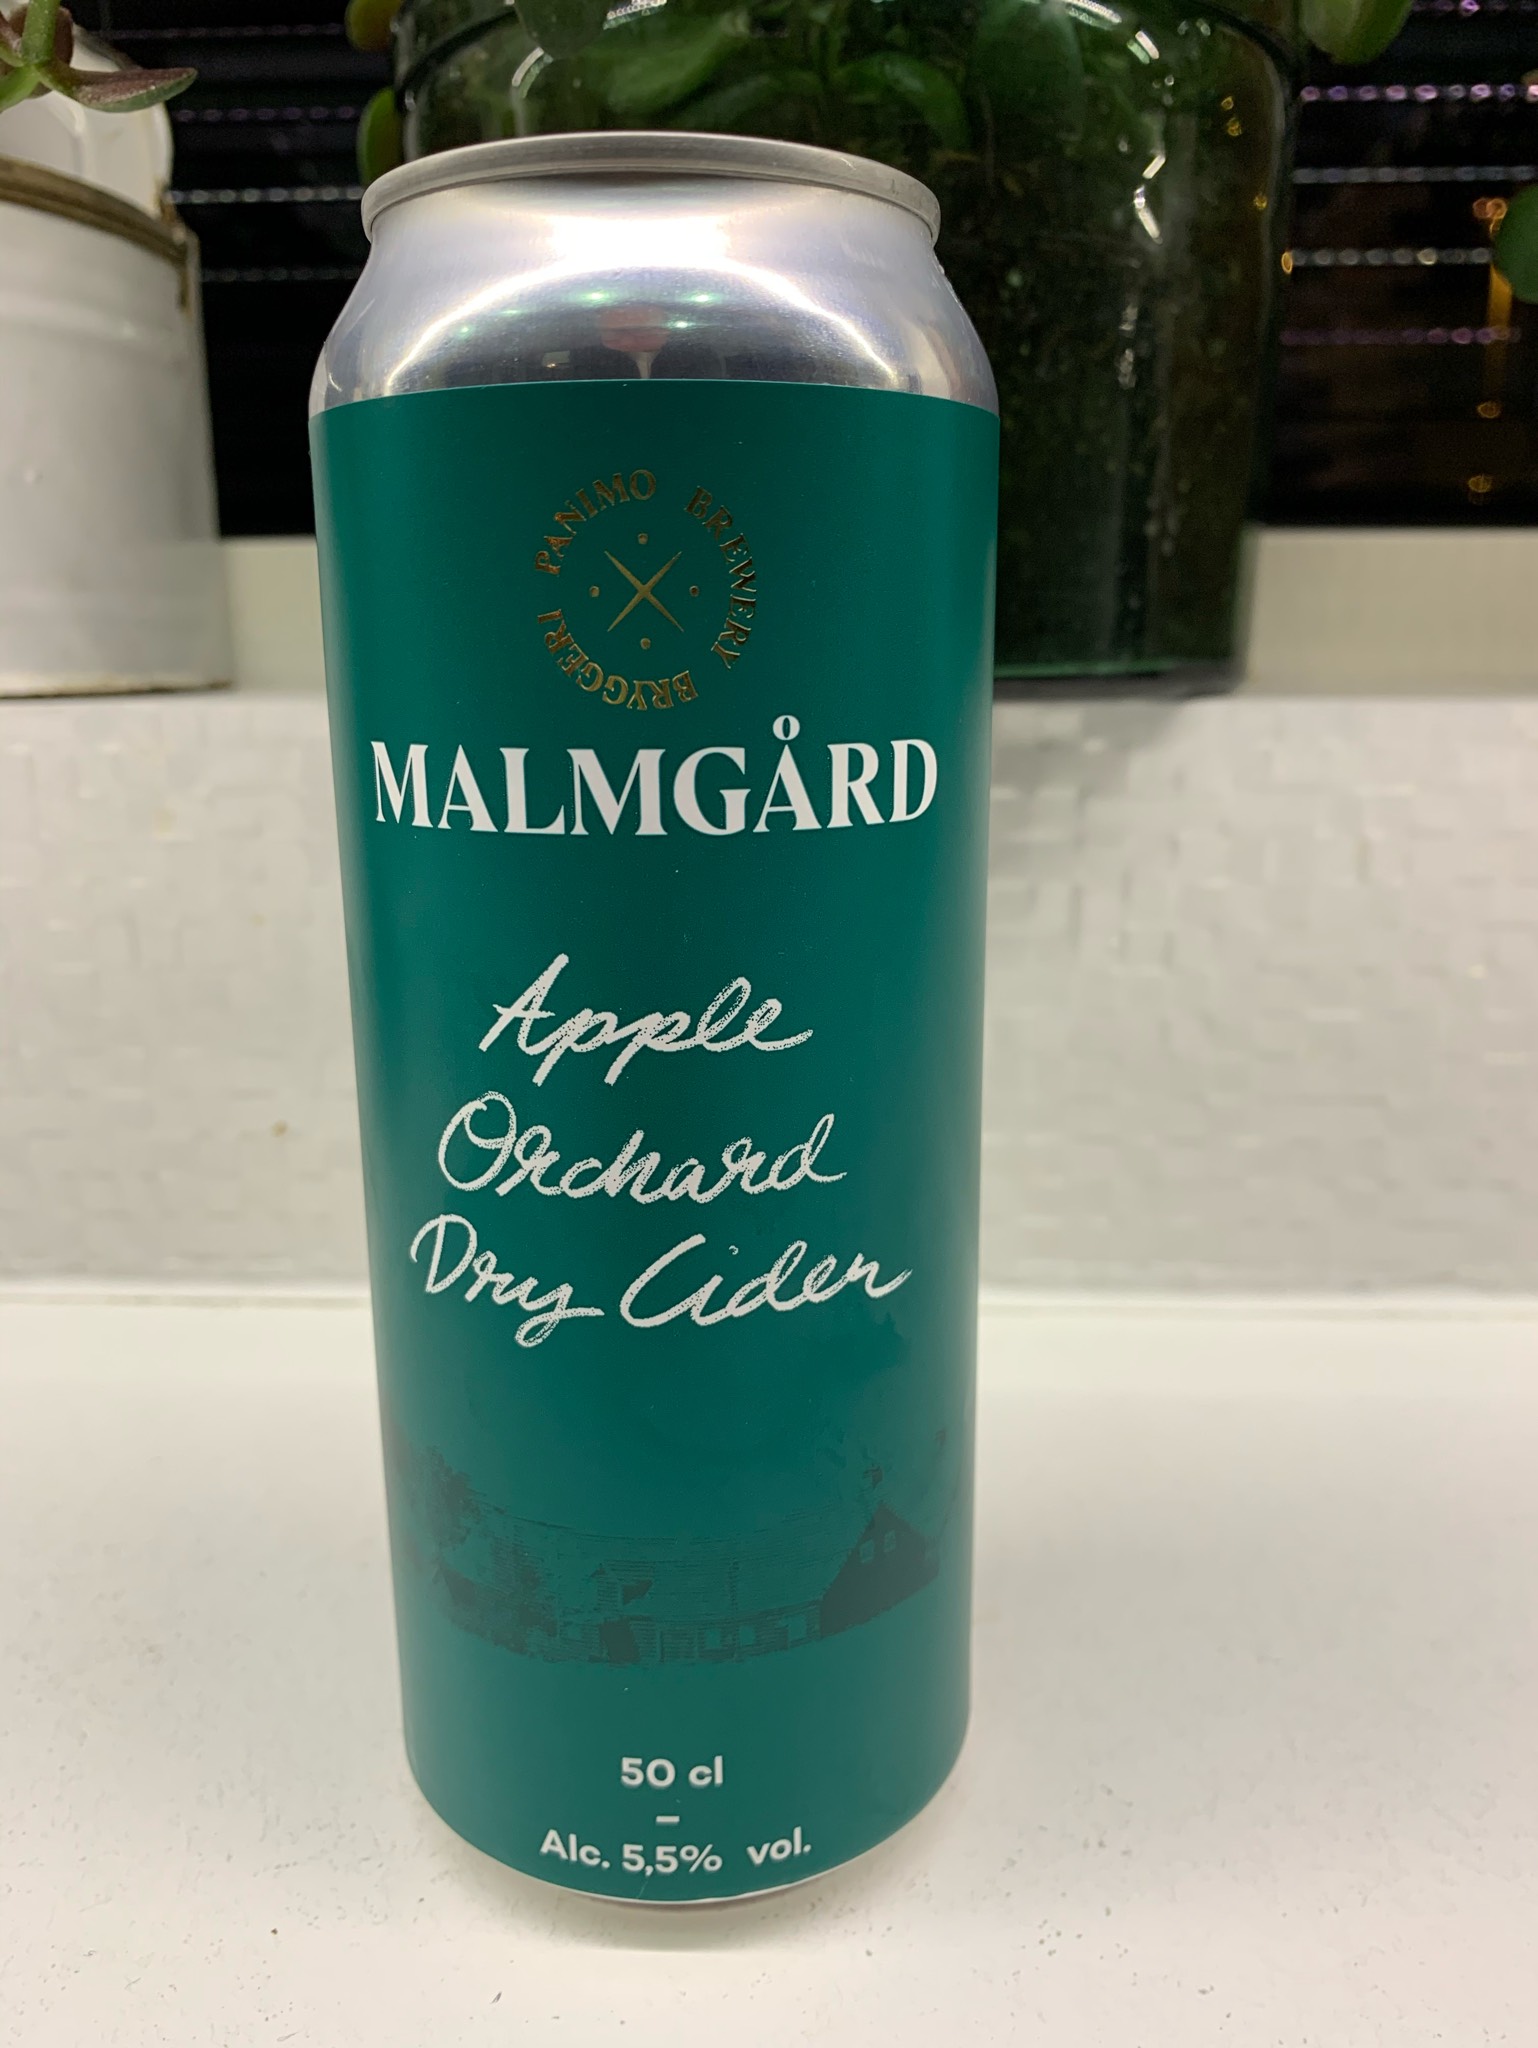 PANIMO BREWERY BRYGGERI
MALMGÅRD
Apple
Orchard
Dry Cider
50 cl
–
Alc. 5,5% vol.